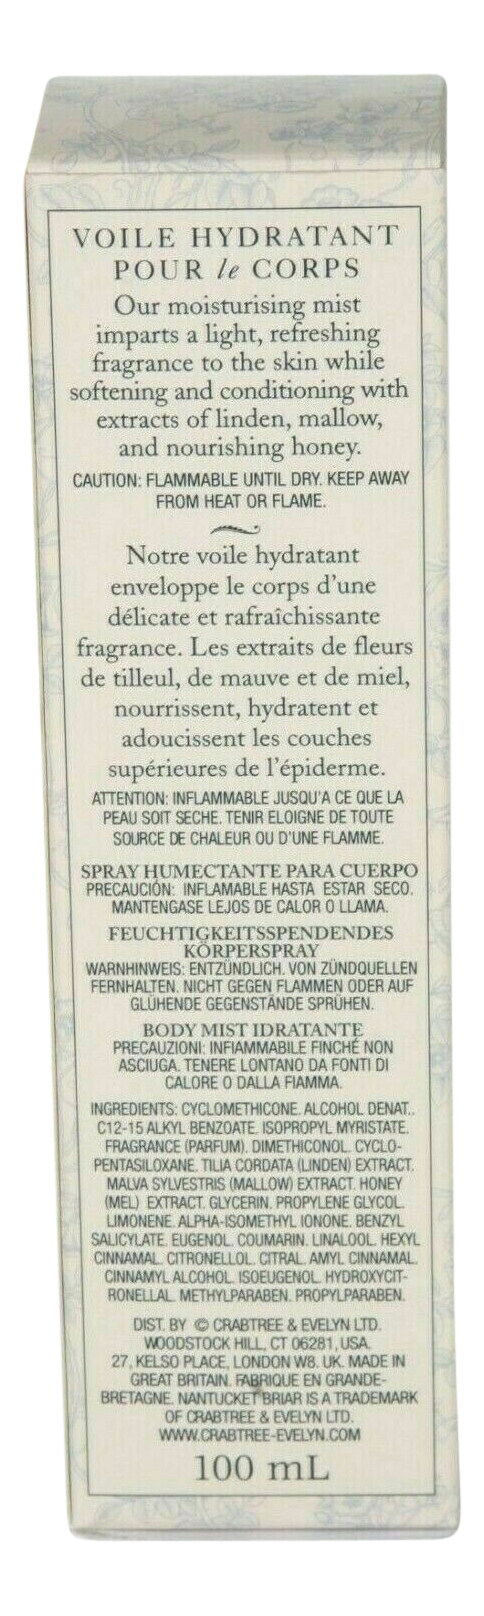 VOILE HYDRATANT
POUR le CORPS
Our moisturising mist
imparts a light, refreshing
fragrance to the skin while
softening and conditioning with
extracts of linden, mallow,
and nourishing honey.
CAUTION: FLAMMABLE UNTIL DRY. KEEP AWAY
FROM HEAT OR FLAME.
Notre voile hydratant
enveloppe le corps d'une
délicate et rafraîchissante
fragrance. Les extraits de fleurs
de tilleul, de mauve et de miel,
nourrissent, hydratent et
adoucissent les couches
supérieures de l'épiderme.
ATTENTION: INFLAMMABLE JUSQU'A CE QUE LA
PEAU SOIT SECHE. TENIR ELOIGNE DE TOUTE
SOURCE DE CHALEUR OU D'UNE FLAMME.
SPRAY HUMECTANTE PARA CUERPO
PRECAUCIÓN: INFLAMABLE HASTA ESTAR SECO.
MANTENGASE LEJOS DE CALOR O LLAMA.
FEUCHTIGKEITSSPENDENDES
KÖRPERSPRAY
WARNHINWEIS: ENTZÜNDLICH. VON ZÜNDQUELLEN
FERNHALTEN. NICHT GEGEN FLAMMEN ODER AUF
GLÜHENDE GEGENSTÄNDE SPRÜHEN.
BODY MIST IDRATANTE
PRECAUZIONI: INFIAMMABILE FINCHÉ NON
ASCIUGA. TENERE LONTANO DA FONTI DI
CALORE O DALLA FIAMMA.
INGREDIENTS: CYCLOMETHICONE. ALCOHOL DENAT..
C12-15 ALKYL BENZOATE. ISOPROPYL MYRISTATE.
FRAGRANCE (PARFUM). DIMETHICONOL. CYCLO-
PENTASILOXANE. TILIA CORDATA (LINDEN) EXTRACT.
MALVA SYLVESTRIS (MALLOW) EXTRACT. HONEY
(MEL) EXTRACT. GLYCERIN. PROPYLENE GLYCOL.
LIMONENE. ALPHA-ISOMETHYL IONONE. BENZYL
SALICYLATE. EUGENOL. COUMARIN. LINALOOL. HEXYL
CINNAMAL. CITRONELLOL. CITRAL. AMYL CINNAMAL.
CINNAMYL ALCOHOL. ISOEUGENOL. HYDROXYCIT-
RONELLAL. METHYLPARABEN. PROPYLPARABEN.
DIST. BY © CRABTREE & EVELYN LTD.
WOODSTOCK HILL, CT 06281, USA.
27, KELSO PLACE, LONDON W8. UK. MADE IN
GREAT BRITAIN. FABRIQUE EN GRANDE-
BRETAGNE. NANTUCKET BRIAR IS A TRADEMARK
OF CRABTREE & EVELYN LTD.
WWW.CRABTREE-EVELYN.COM
100 mL